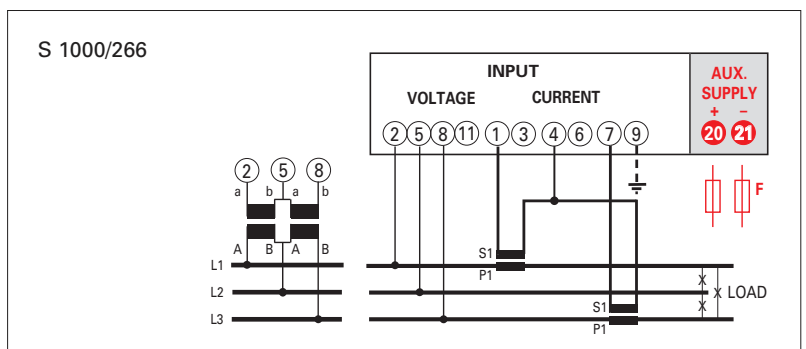 S 1000/266
INPUT
AUX.
SUPPLY
VOLTAGE CURRENT
+ –
2 5 8 11 1 3 4 6 7 9 20 21
2 5 8
a b a b
F
A B A B
S1
P1
L1
L2
L3
X
X LOAD
X
S1
P1